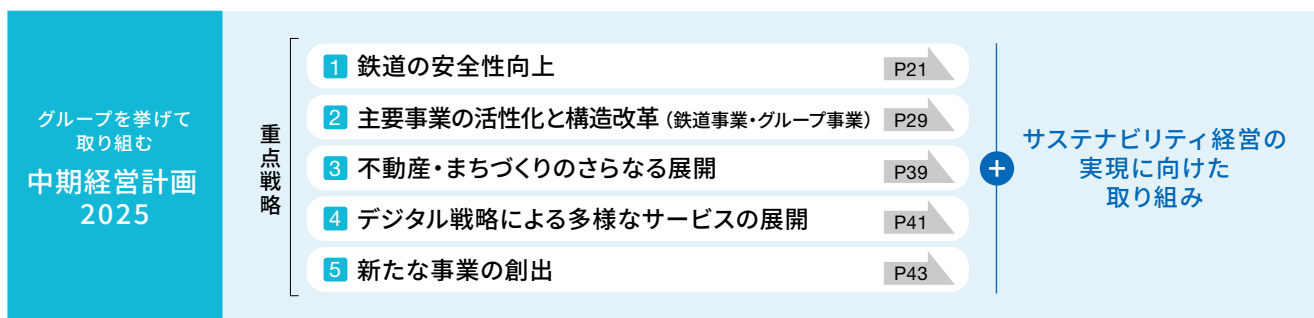 グループを挙げて
取り組む
中期経営計画
2025
重点戦略
1 鉄道の安全性向上 P21
2 主要事業の活性化と構造改革（鉄道事業・グループ事業） P29
3 不動産・まちづくりのさらなる展開 P39
4 デジタル戦略による多様なサービスの展開 P41
5 新たな事業の創出 P43
+
サステナビリティ経営の
実現に向けた
取り組み